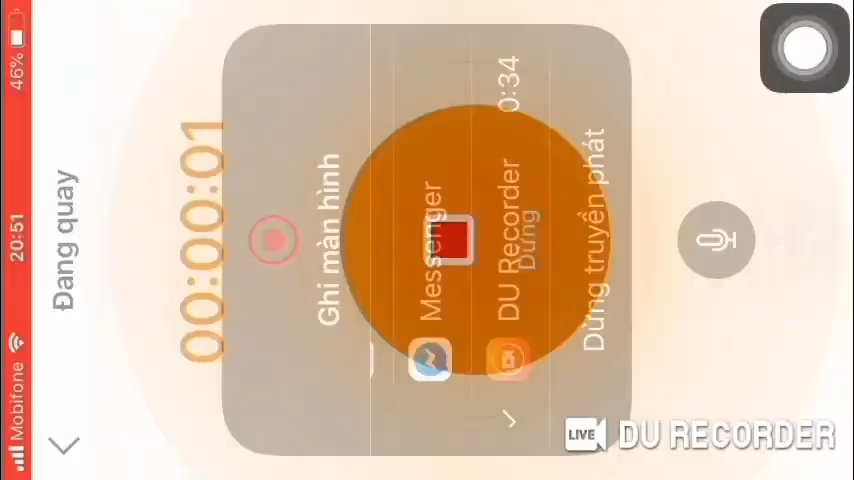 Mobifone
20:51
46%
Đang quay
00:00:01
Ghi màn hình
Messenger
DU Recorder 0:34
Dừng
Dừng truyền phát
LIVE DU RECORDER